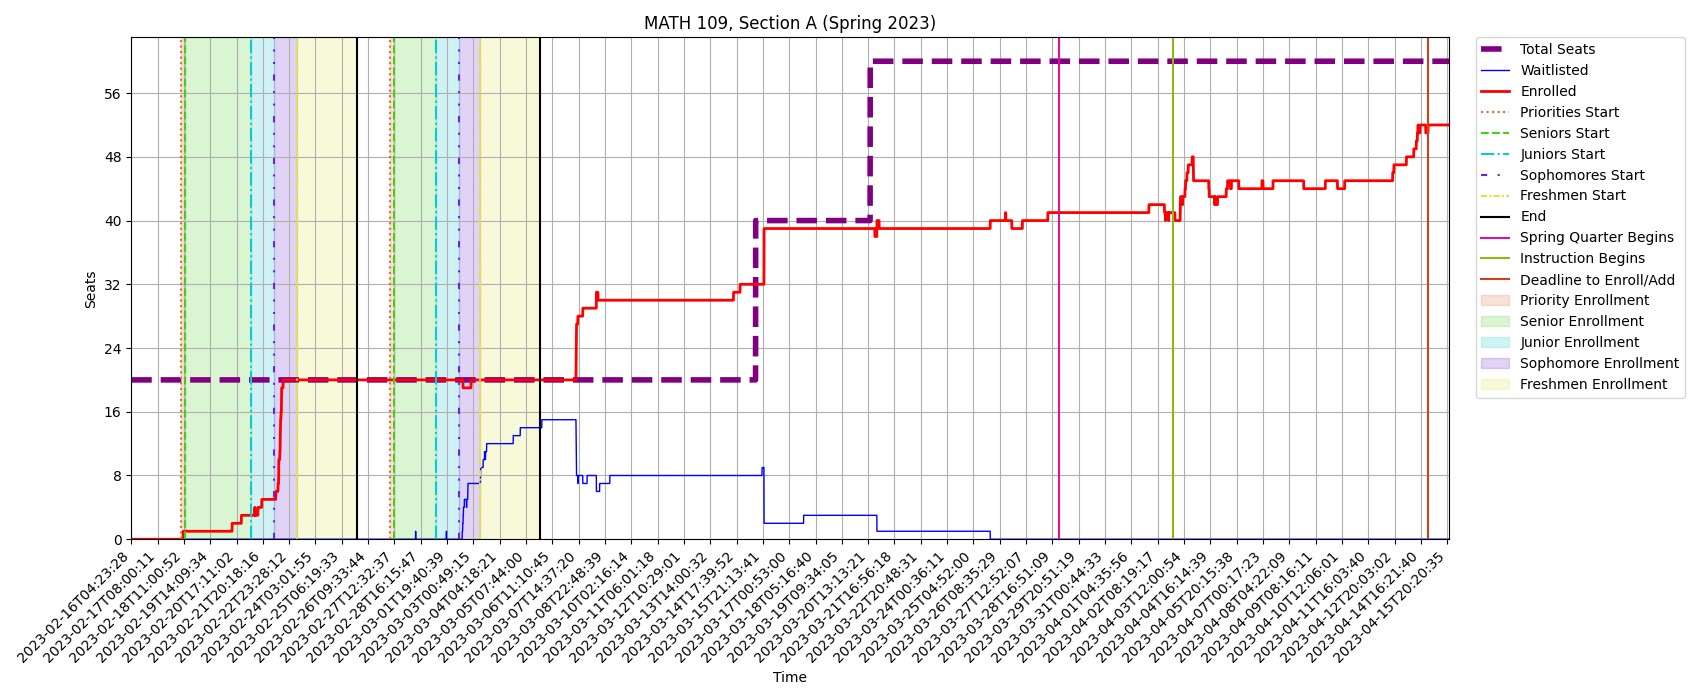 MATH 109, Section A (Spring 2023)
Seats
56
48
40
32
24
16
8
0
2023-02-16T04:23:28
2023-02-17T08:00:11
2023-02-18T11:00:52
2023-02-19T14:09:34
2023-02-20T17:11:02
2023-02-21T20:18:16
2023-02-22T23:28:12
2023-02-24T03:01:55
2023-02-25T06:19:33
2023-02-26T09:33:44
2023-02-27T12:32:37
2023-02-28T16:15:47
2023-03-01T19:40:39
2023-03-03T00:49:15
2023-03-04T04:18:21
2023-03-05T07:44:00
2023-03-06T11:10:45
2023-03-07T14:37:20
2023-03-08T22:48:39
2023-03-10T02:16:14
2023-03-11T06:01:18
2023-03-12T10:29:01
2023-03-13T14:00:32
2023-03-14T17:39:52
2023-03-15T21:13:41
2023-03-17T00:53:00
2023-03-18T05:16:40
2023-03-19T09:34:05
2023-03-20T13:13:21
2023-03-21T16:56:18
2023-03-22T20:48:31
2023-03-24T00:36:11
2023-03-25T04:52:00
2023-03-26T08:35:29
2023-03-27T12:52:07
2023-03-28T16:51:09
2023-03-29T20:51:19
2023-03-31T00:44:33
2023-04-01T04:35:56
2023-04-02T08:19:17
2023-04-03T12:00:54
2023-04-04T16:14:39
2023-04-05T20:15:38
2023-04-07T00:17:23
2023-04-08T04:22:09
2023-04-09T08:16:11
2023-04-10T12:06:01
2023-04-11T16:03:40
2023-04-12T20:03:02
2023-04-14T16:21:40
2023-04-15T20:20:35
Time
Total Seats
Waitlisted
Enrolled
Priorities Start
Seniors Start
Juniors Start
Sophomores Start
Freshmen Start
End
Spring Quarter Begins
Instruction Begins
Deadline to Enroll/Add
Priority Enrollment
Senior Enrollment
Junior Enrollment
Sophomore Enrollment
Freshmen Enrollment